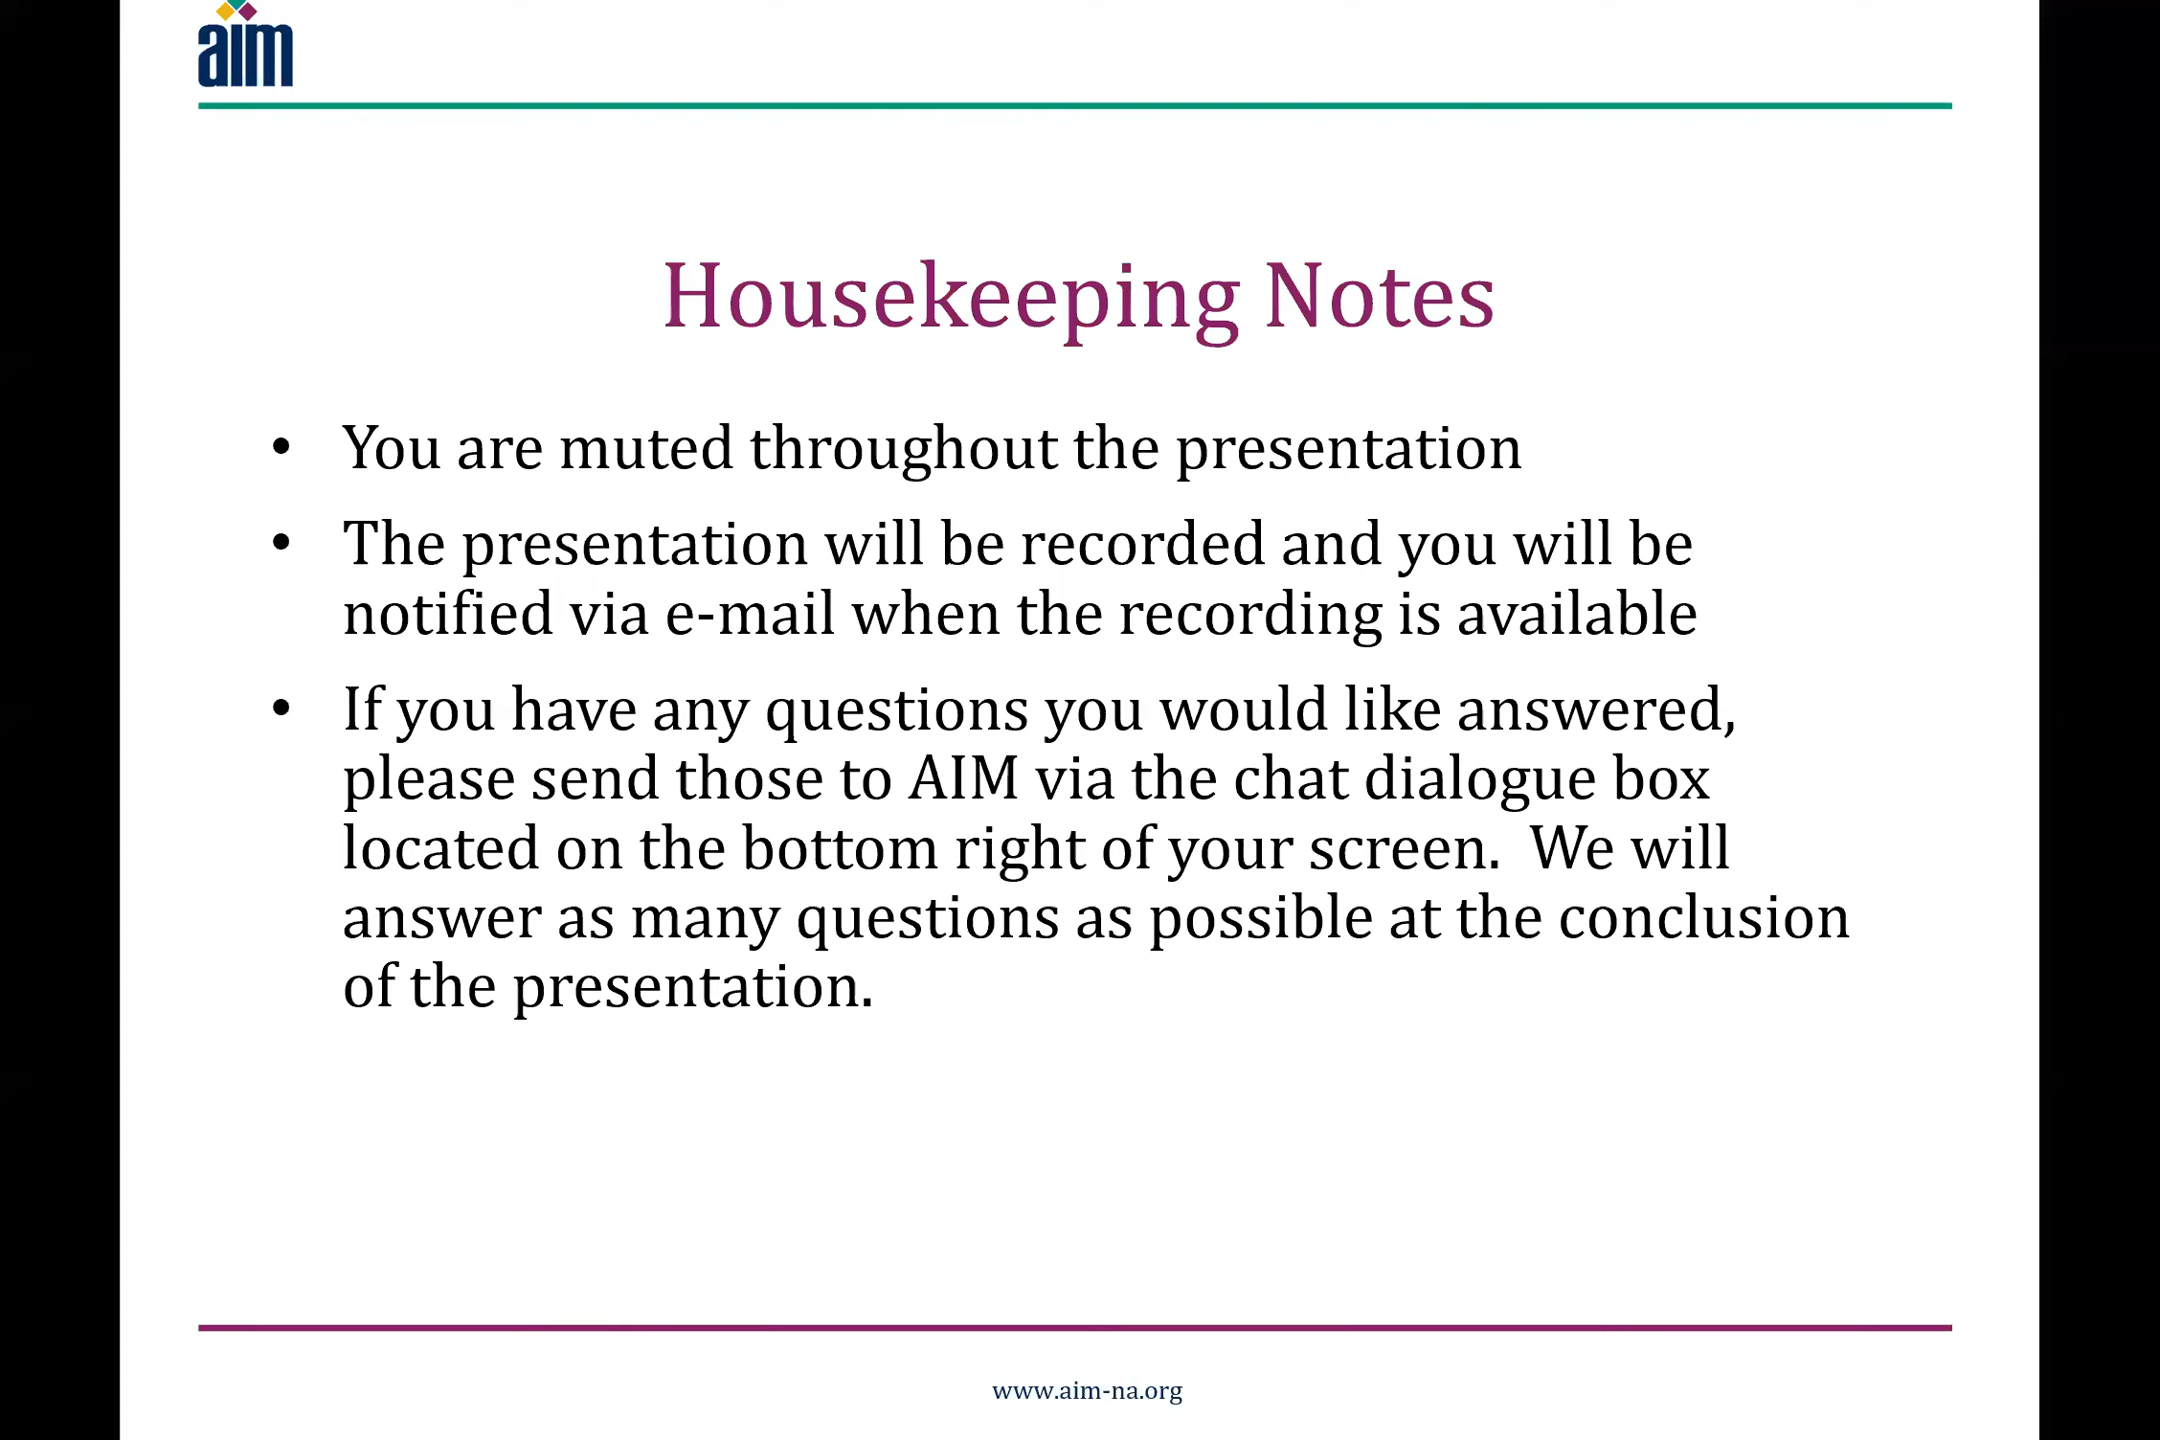 aim
Housekeeping Notes
• You are muted throughout the presentation
• The presentation will be recorded and you will be
notified via e-mail when the recording is available
• If you have any questions you would like answered,
please send those to AIM via the chat dialogue box
located on the bottom right of your screen.  We will
answer as many questions as possible at the conclusion
of the presentation.
www.aim-na.org